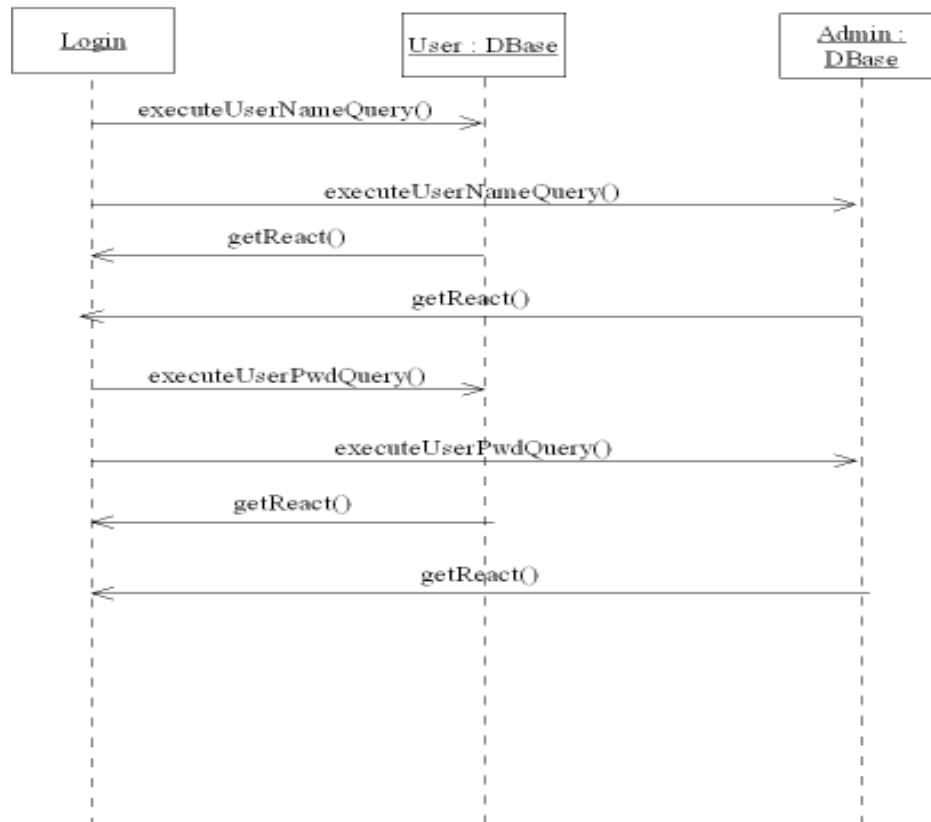 Login
User : DBase
Admin :
DBase
executeUserNameQuery()
executeUserNameQuery()
getReact()
getReact()
executeUserPwdQuery()
executeUserPwdQuery()
getReact()
getReact()